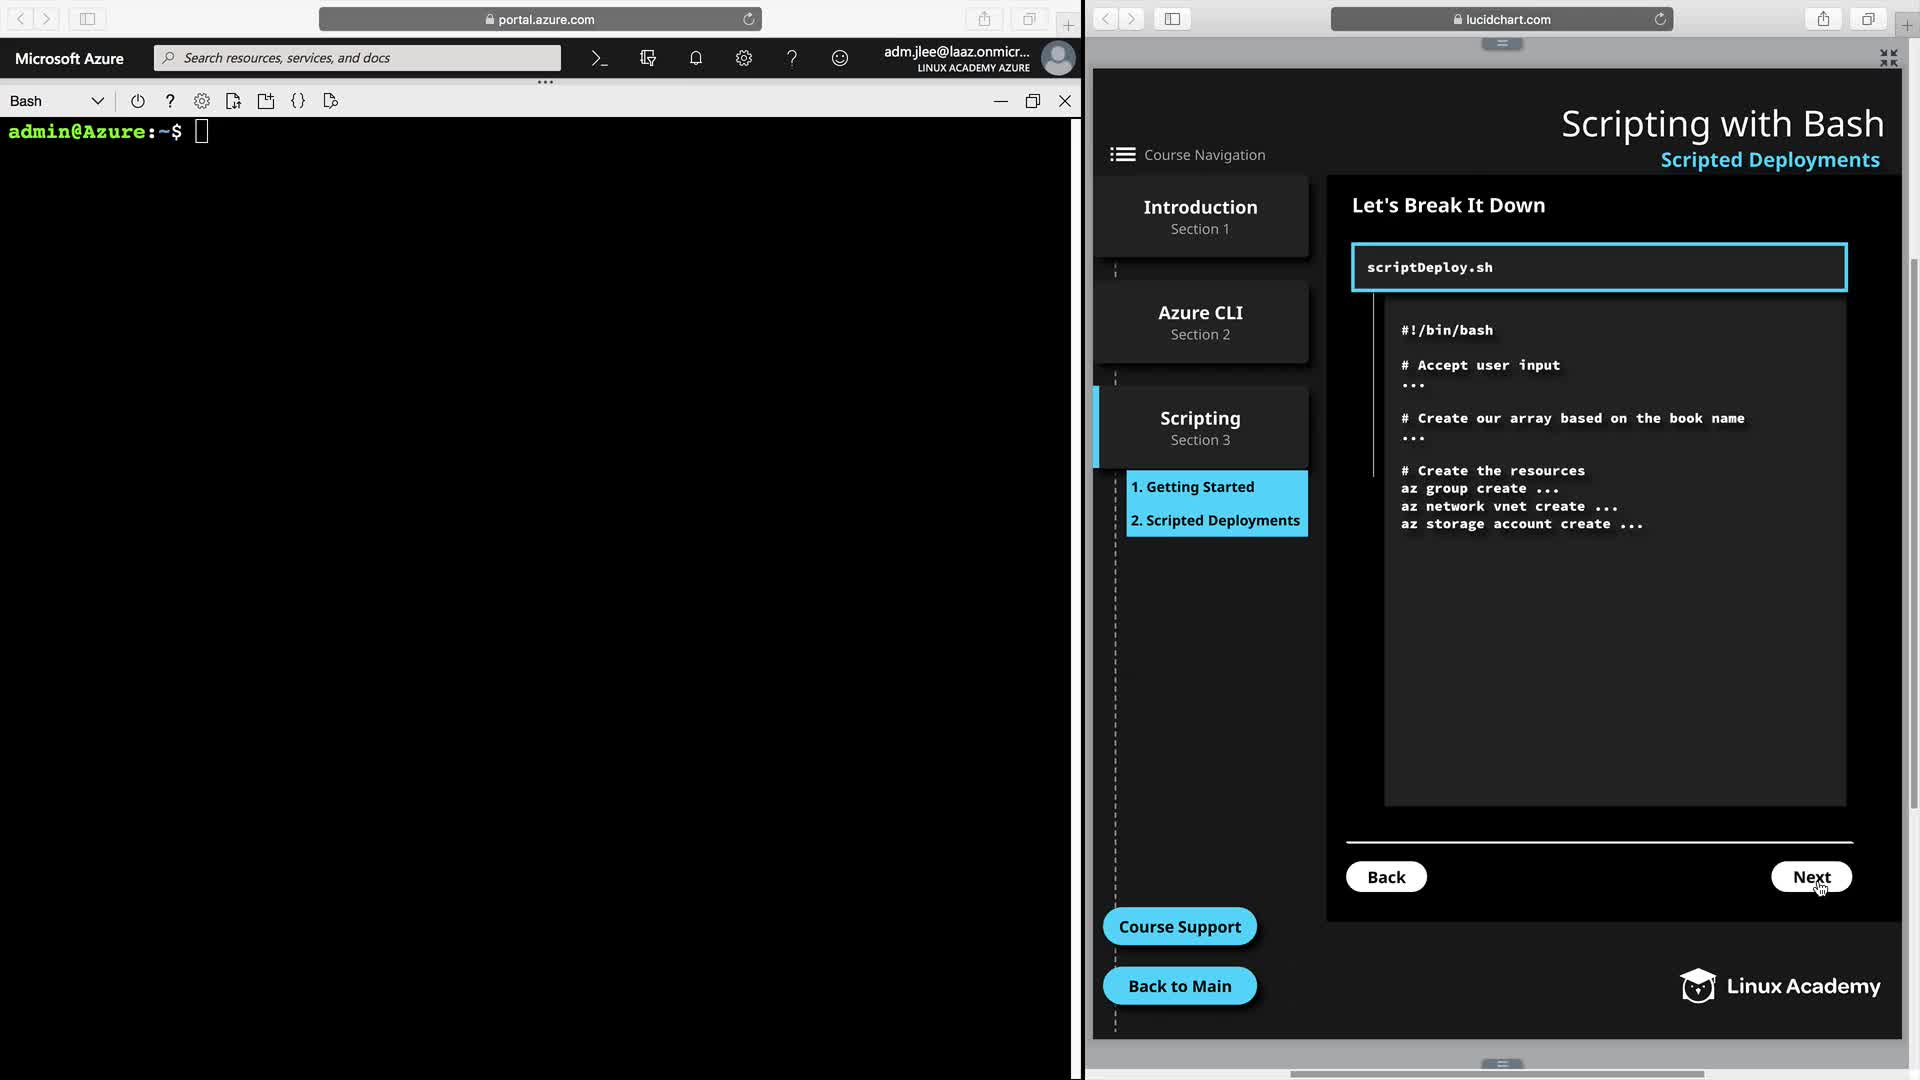 portal.azure.com
Microsoft Azure
Search resources, services, and docs
adm.jlee@laaz.onmicr...
LINUX ACADEMY AZURE
Bash
admin@Azure:~$
lucidchart.com
Scripting with Bash
Scripted Deployments
Course Navigation
Introduction
Section 1
Azure CLI
Section 2
Scripting
Section 3
1. Getting Started
2. Scripted Deployments
Let's Break It Down
scriptDeploy.sh
#!/bin/bash
# Accept user input
...
# Create our array based on the book name
...
# Create the resources
az group create ...
az network vnet create ...
az storage account create ...
Back
Next
Course Support
Back to Main
Linux Academy